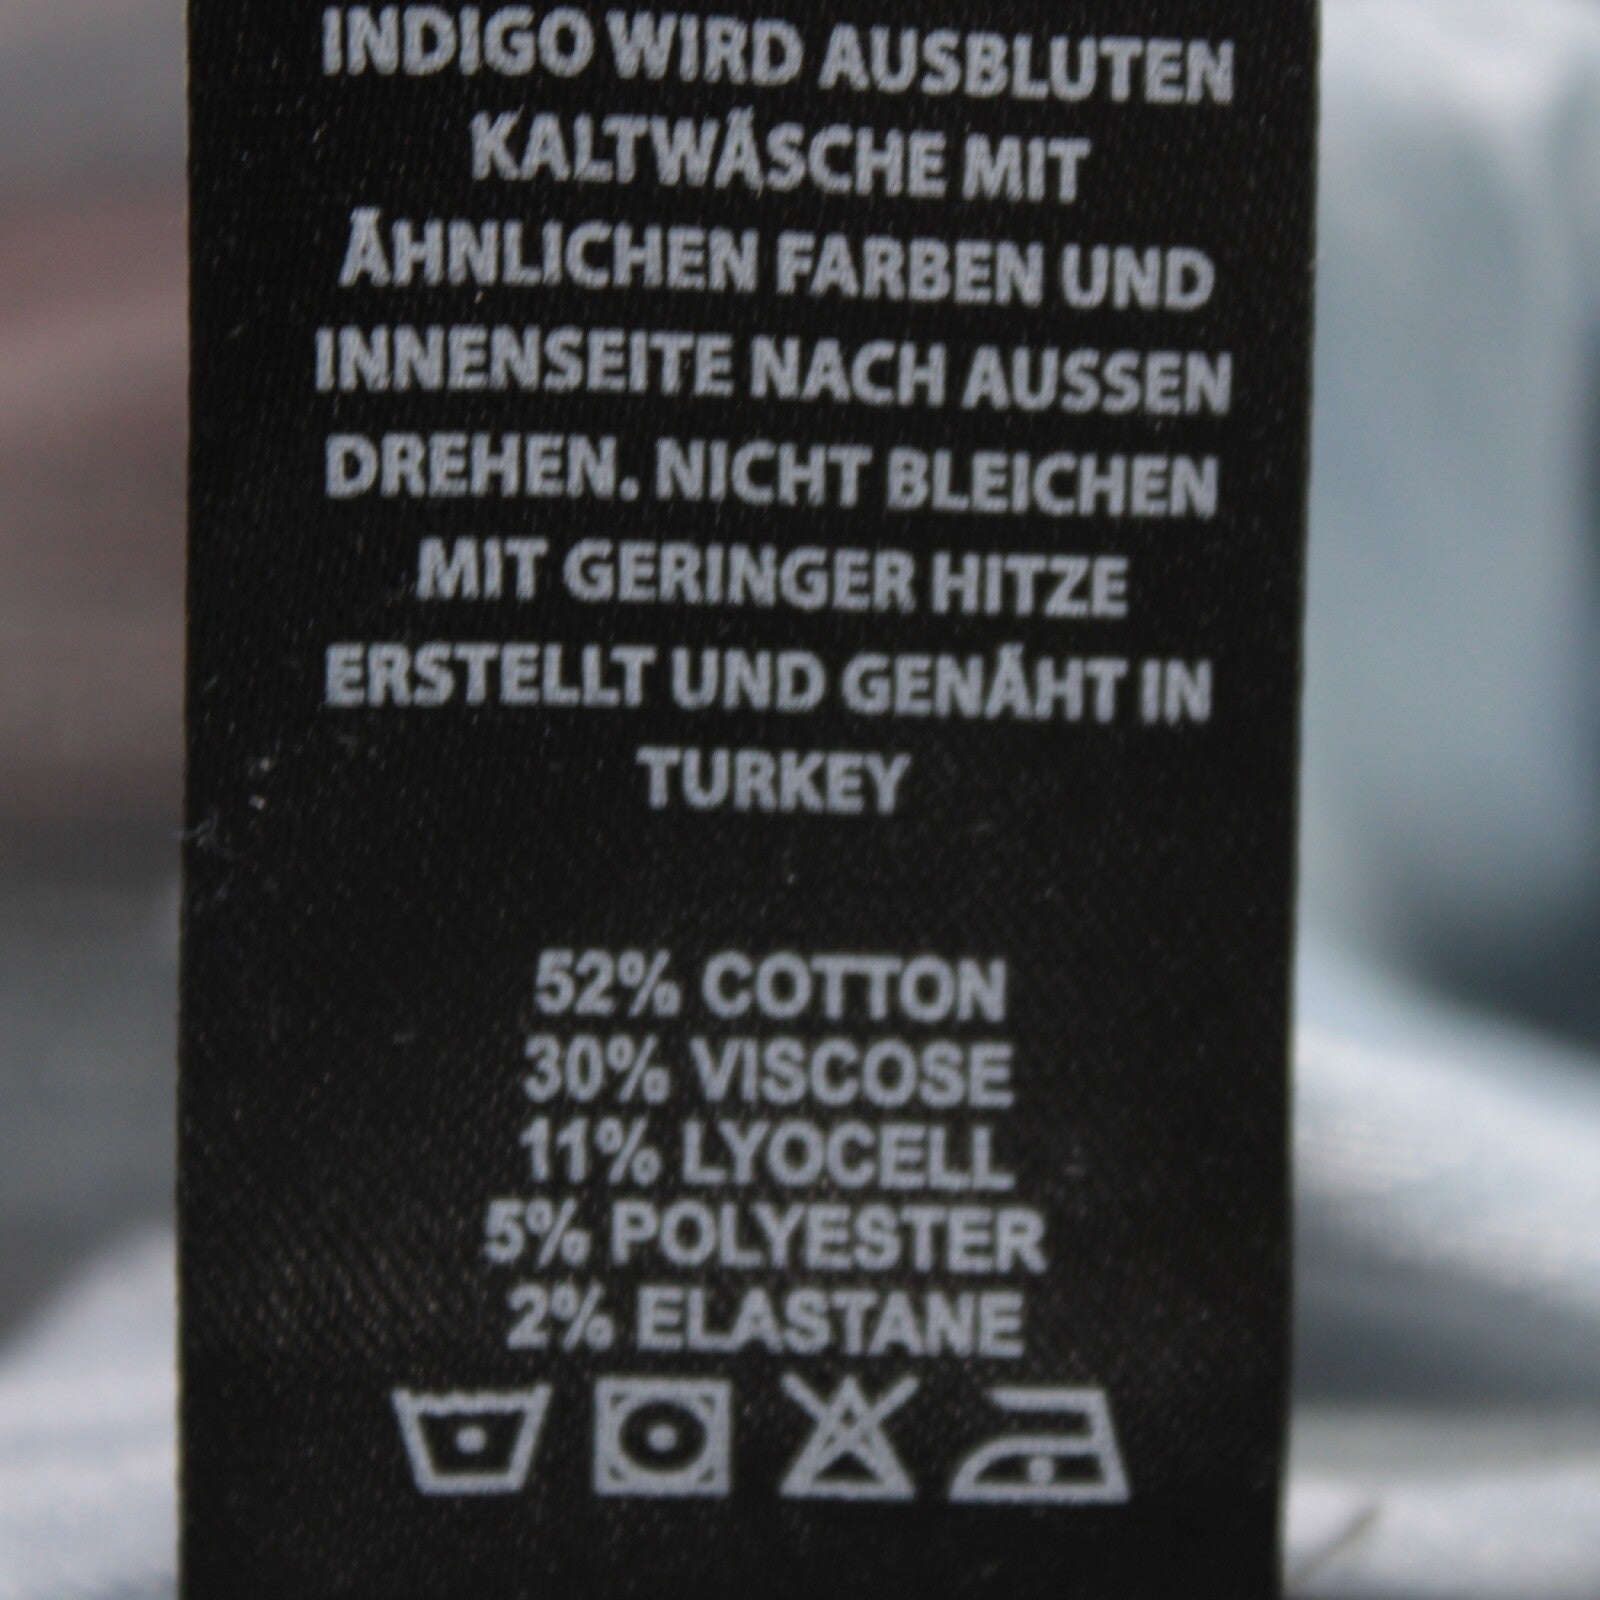 INDIGO WIRD AUSBLUTEN
KALTWÄSCHE MIT
ÄHNLICHEN FARBEN UND
INNENSEITE NACH AUSSEN
DREHEN. NICHT BLEICHEN
MIT GERINGER HITZE
ERSTELLT UND GENÄHT IN
TURKEY
52% COTTON
30% VISCOSE
11% LYOCELL
5% POLYESTER
2% ELASTANE